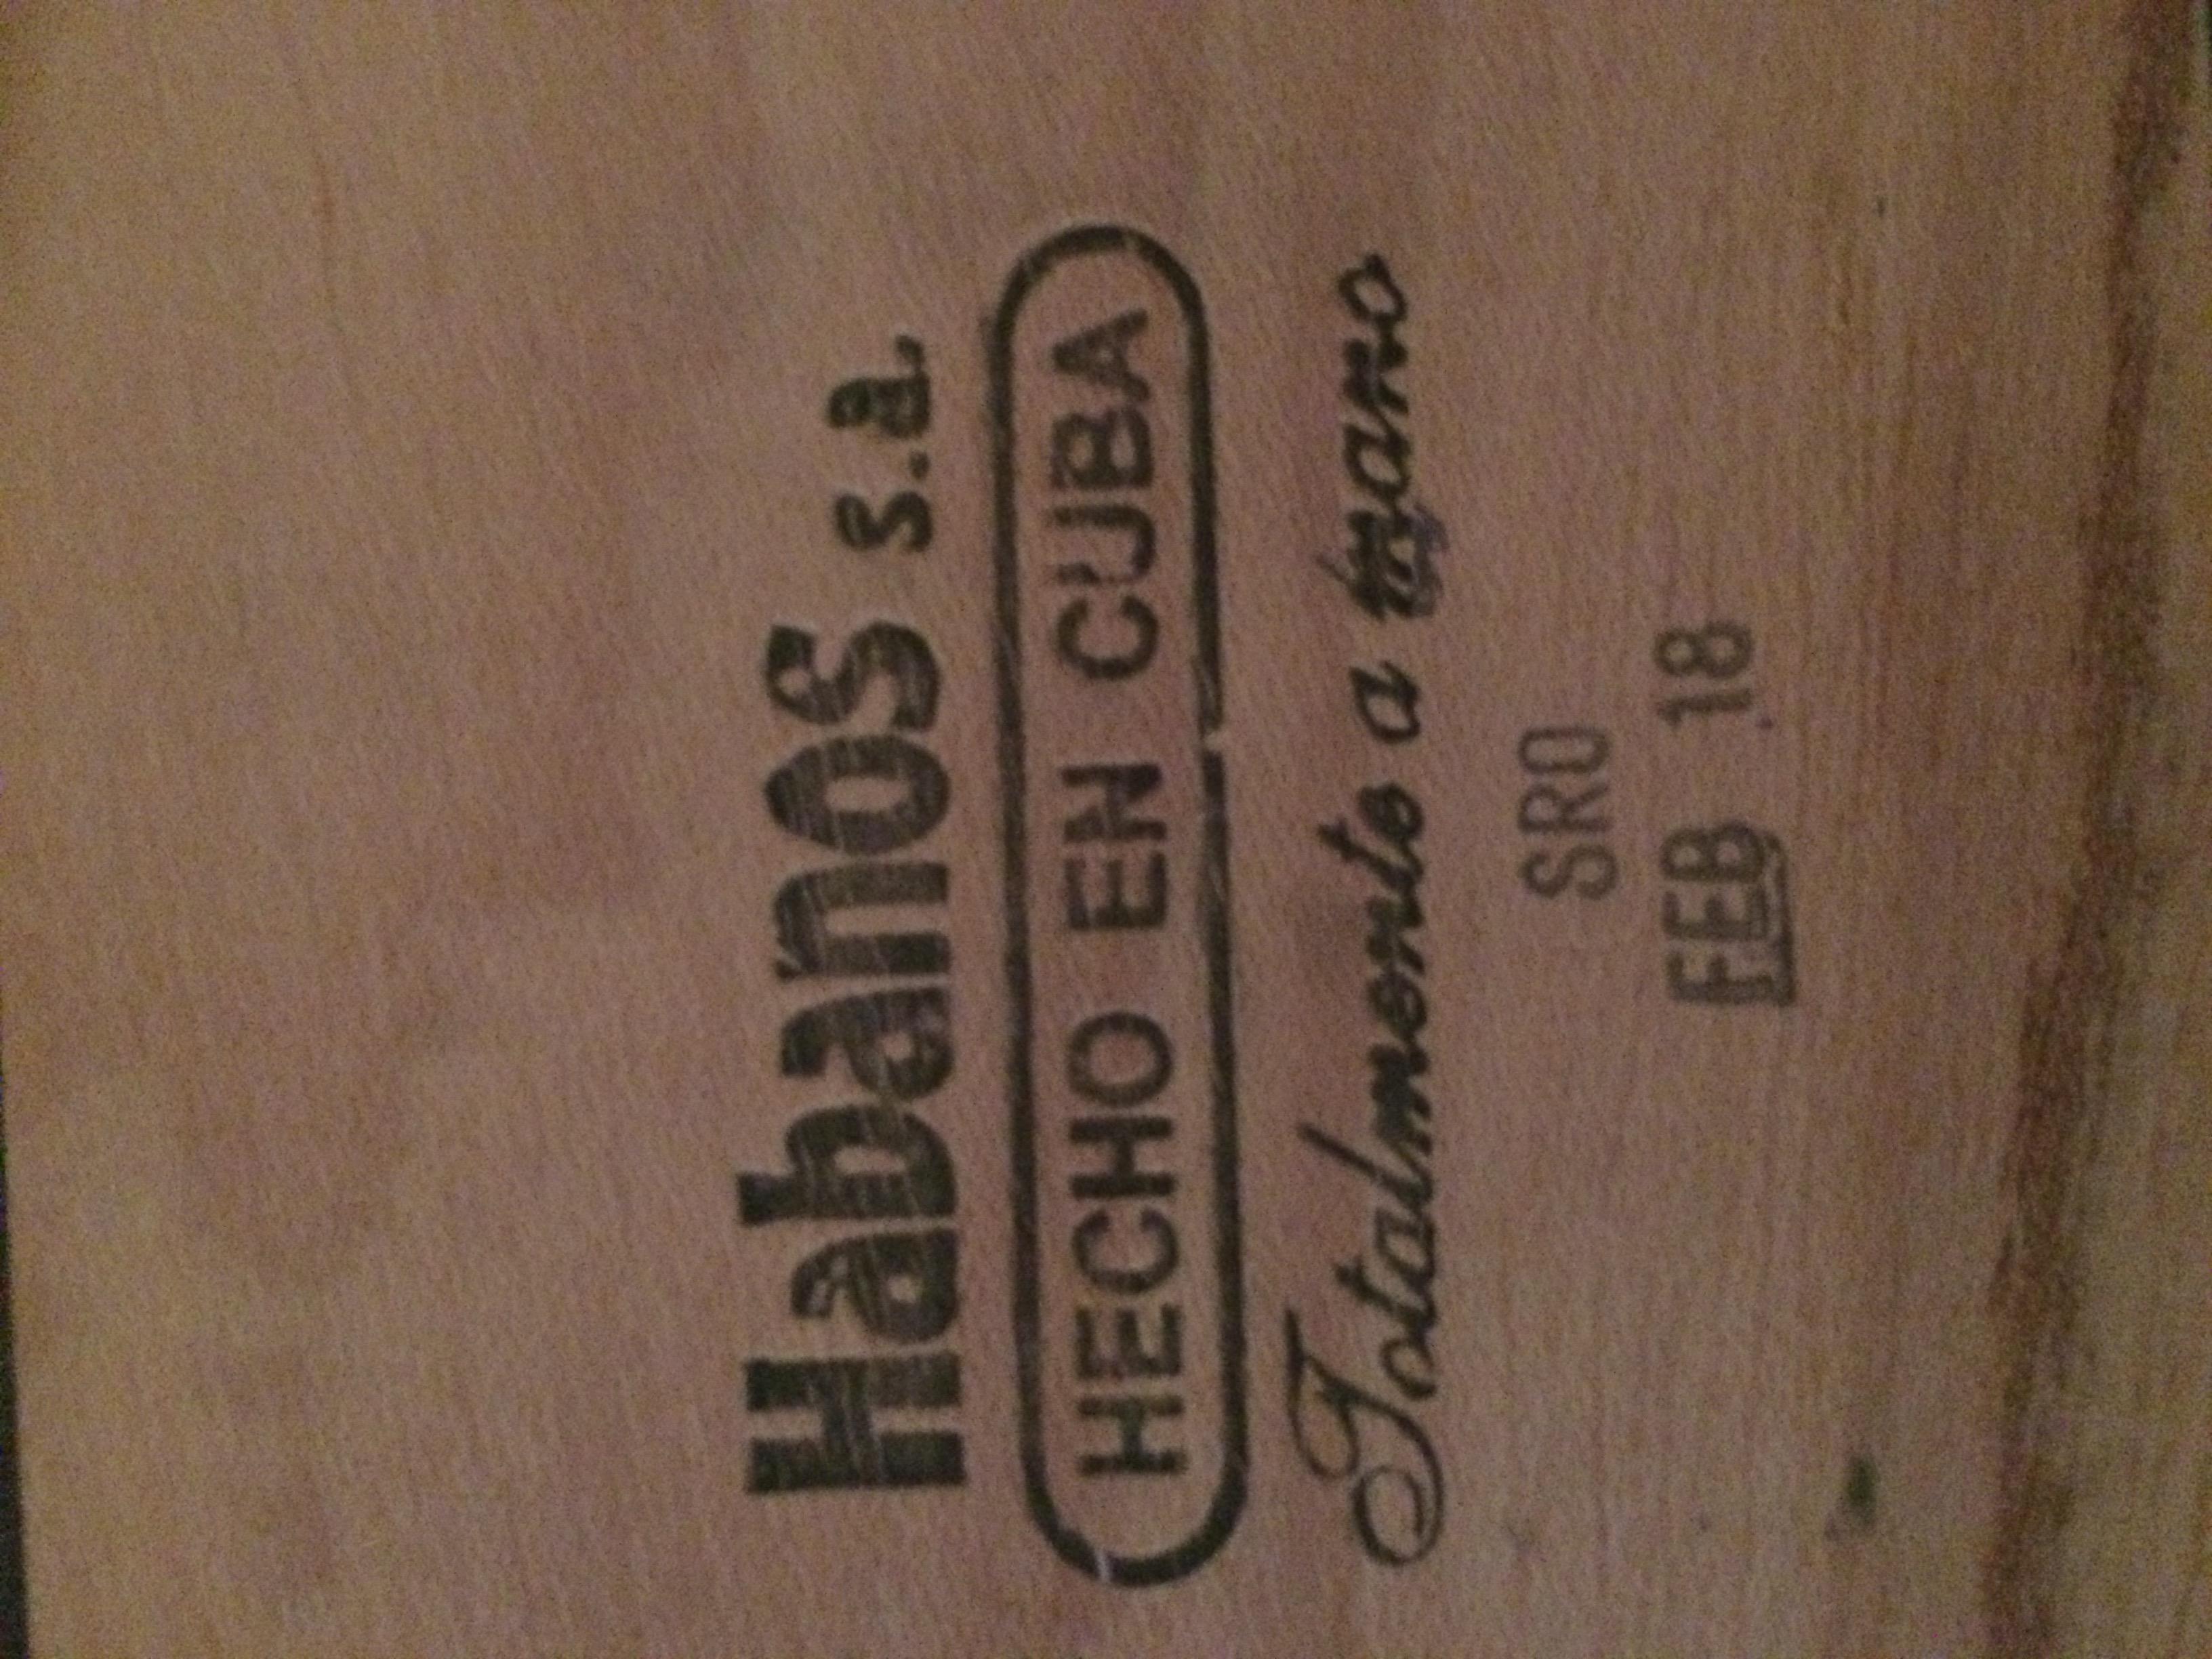 Habanos s.a.
HECHO EN CUBA
Totalmente a mano
SRO
FEB 18